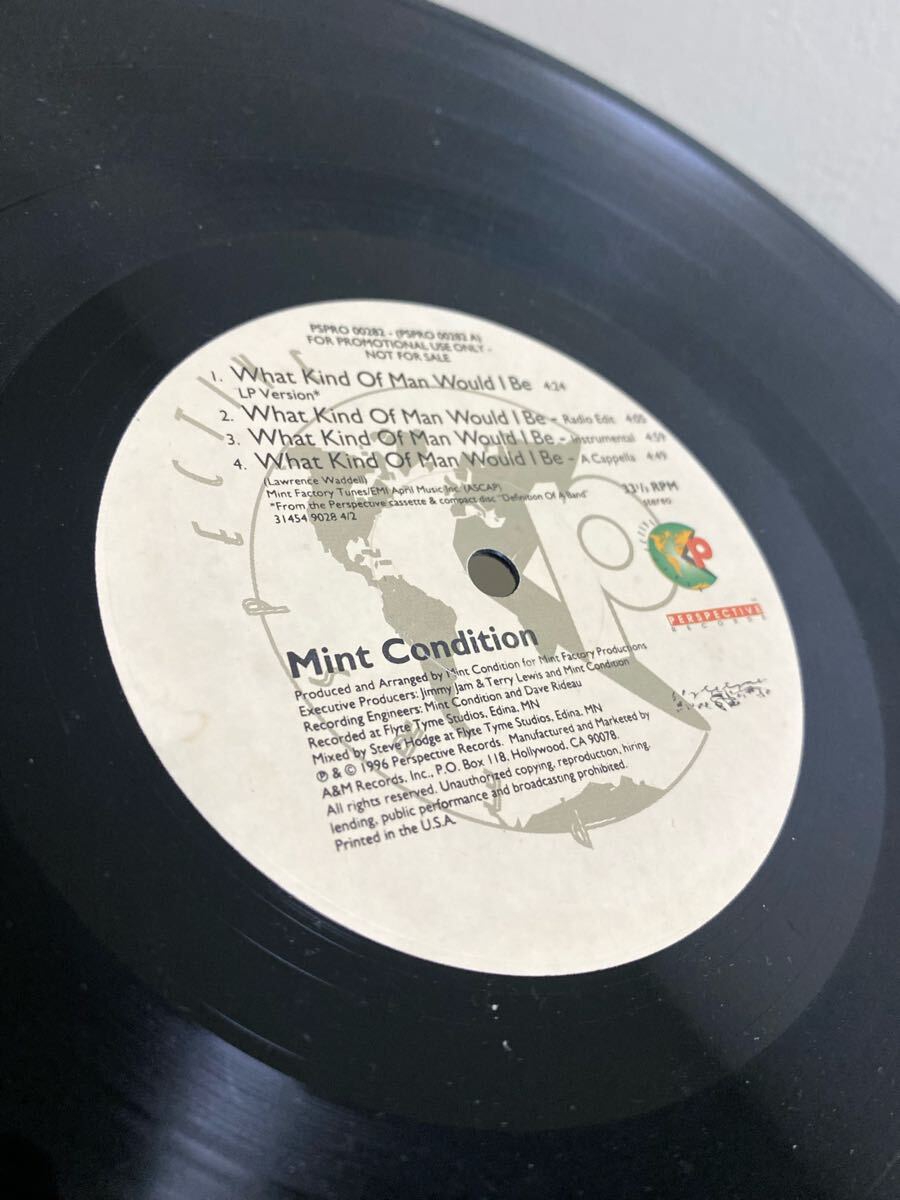 PSPRO 00282 - (PSPRO 00282 A)
FOR PROMOTIONAL USE ONLY -
NOT FOR SALE
1. What Kind Of Man Would I Be 4:24
LP Version*
2. What Kind Of Man Would I Be - Radio Edit 4:05
3. What Kind Of Man Would I Be - Instrumental 4:59
4. What Kind Of Man Would I Be - A Cappella 4:49
(Lawrence Waddell)
Mint Factory Tunes/EMI April Music Inc. (ASCAP)
*From the Perspective cassette & compact disc "Definition Of A Band"
31454 9028 4/2
33⅓ RPM
stereo
PERSPECTIVE
RECORDS
Mint Condition
Produced and Arranged by Mint Condition for Mint Factory Productions
Executive Producers: Jimmy Jam & Terry Lewis and Mint Condition
Recording Engineers: Mint Condition and Dave Rideau
Recorded at Flyte Tyme Studios, Edina, MN
Mixed by Steve Hodge at Flyte Tyme Studios, Edina, MN
℗ & © 1996 Perspective Records. Manufactured and Marketed by
A&M Records, Inc., P.O. Box 118, Hollywood, CA 90078.
All rights reserved. Unauthorized copying, reproduction, hiring,
lending, public performance and broadcasting prohibited.
Printed in the U.S.A.